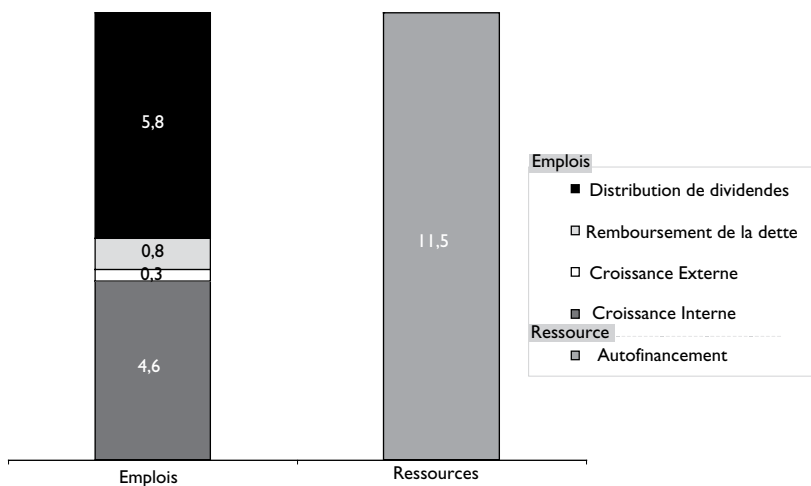 5,8
0,8
0,3
4,6
11,5
Emplois
Ressources
Emplois
Distribution de dividendes
Remboursement de la dette
Croissance Externe
Croissance Interne
Ressource
Autofinancement